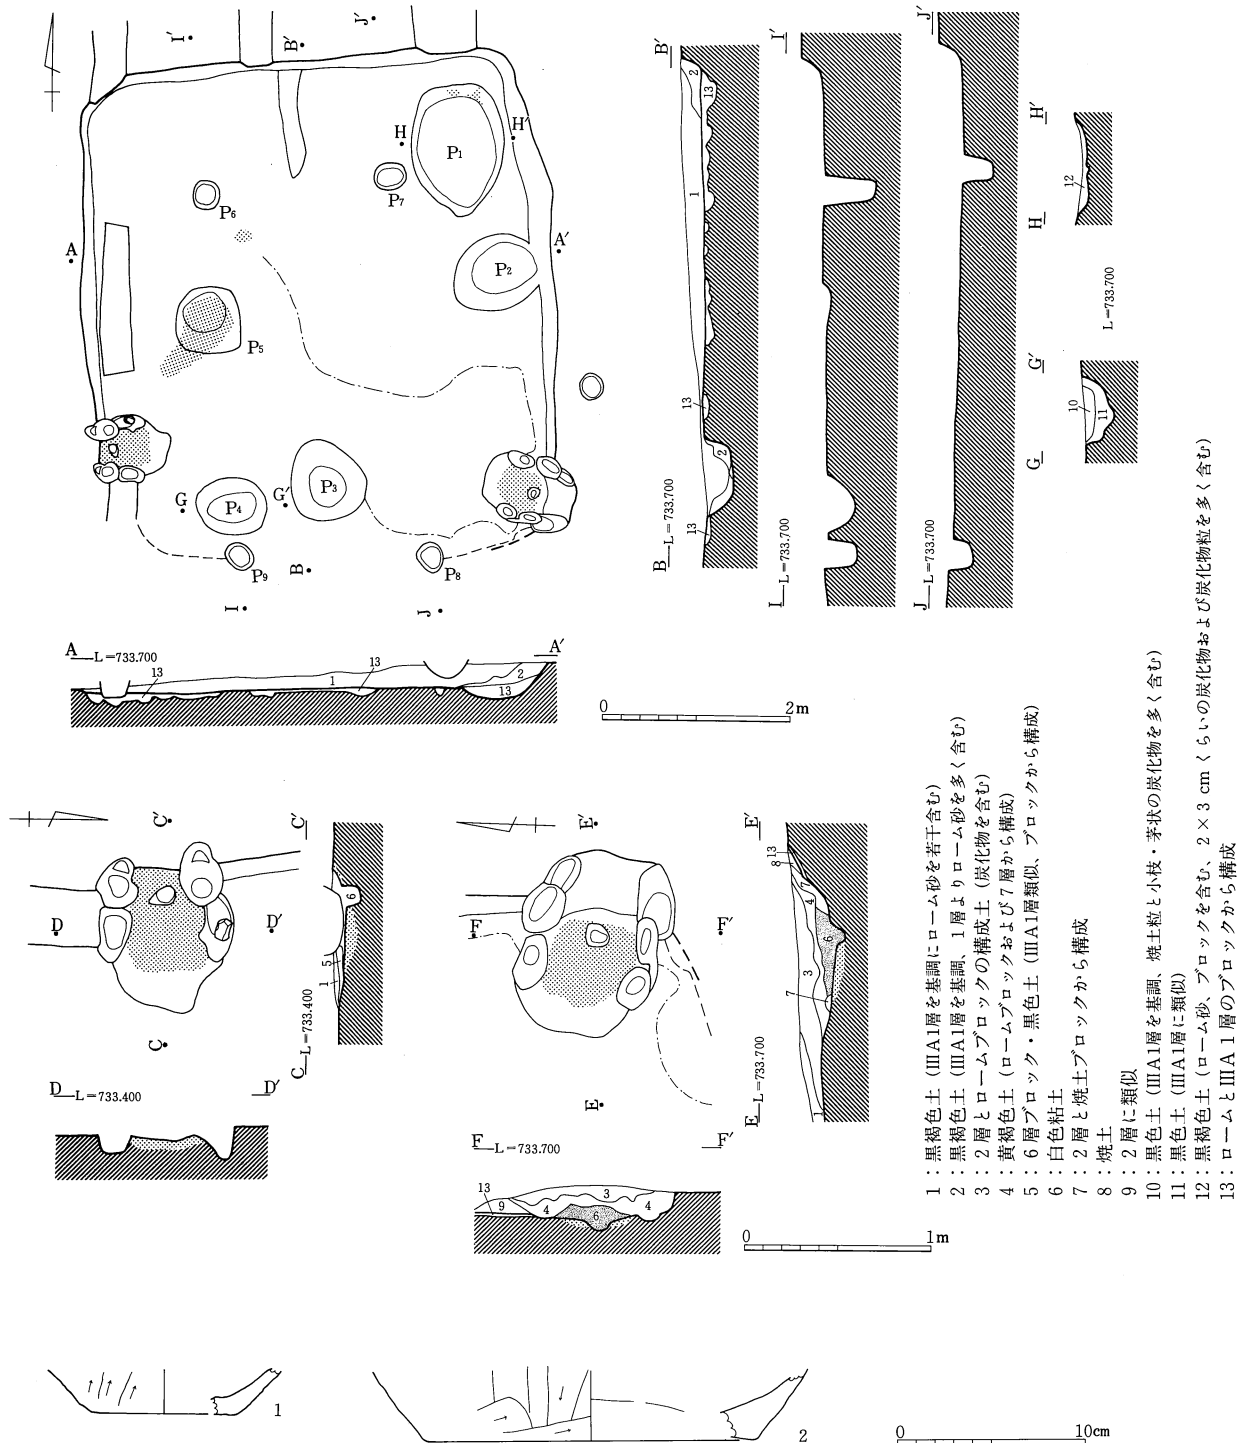 I′
B′
J′
H
H′
P1
P7
P6
A
A′
P2
P5
G
G′
P4
P3
P9
B
P8
I
J
B′
2
13
1
13
2
13
B L=733.700
I′
I L=733.700
J′
J L=733.700
H′
12
H
L=733.700
G′
10
11
G
A L=733.700
A′
13
1
13
2
13
0 2m
C′
D
D′
C
C′
6
5
1
C L=733.400
D L=733.400
D′
E′
F
F′
E
E′
13
8
7
4
6
3
7
1
E L=733.700
F L=733.700
F′
13
9
4
3
6
4
0 1m
1：黒褐色土（ⅢA1層を基調にローム砂を若干含む）
2：黒褐色土（ⅢA1層を基調、1層よりローム砂を多く含む）
3：2層とロームブロックの構成土（炭化物を含む）
4：黄褐色土（ロームブロックおよび7層から構成）
5：6層ブロック・黒色土（ⅢA1層類似、ブロックから構成）
6：白色粘土
7：2層と焼土ブロックから構成
8：焼土
9：2層に類似
10：黒色土（ⅢA1層を基調、焼土粒と小枝・茅状の炭化物を多く含む）
11：黒色土（ⅢA1層に類似）
12：黒褐色土（ローム砂、ブロックを含む、2×3cmくらいの炭化物および炭化物粒を多く含む）
13：ロームとⅢA1層のブロックから構成
1
2
0 10cm